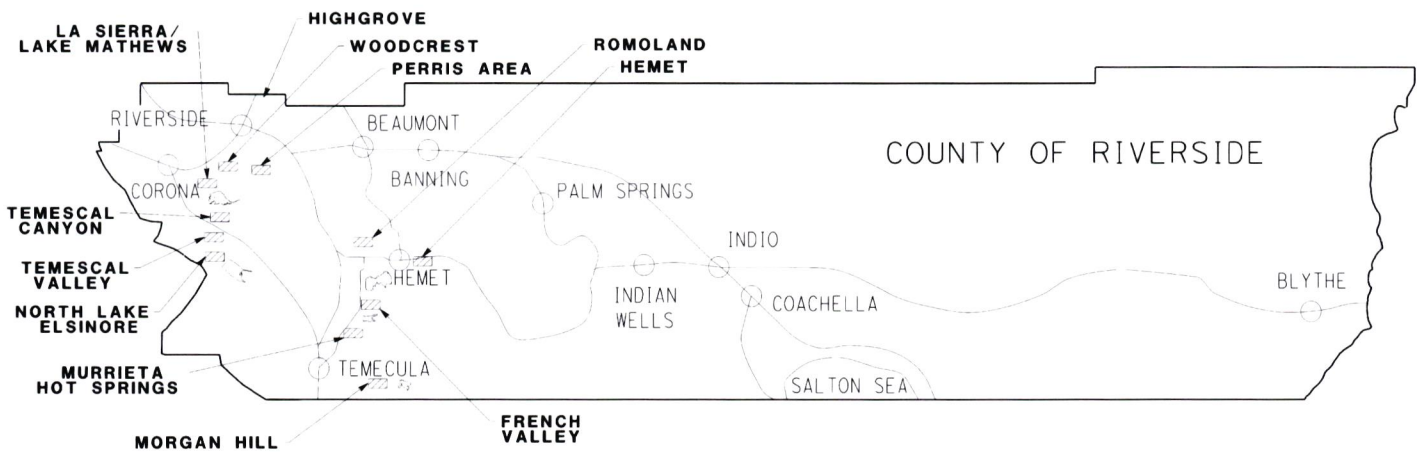 HIGHGROVE
LA SIERRA/
LAKE MATHEWS
WOODCREST
PERRIS AREA
ROMOLAND
HEMET
RIVERSIDE
BEAUMONT
COUNTY OF RIVERSIDE
CORONA
BANNING
PALM SPRINGS
TEMESCAL
CANYON
INDIO
TEMESCAL
VALLEY
HEMET
INDIAN
WELLS
COACHELLA
BLYTHE
NORTH LAKE
ELSINORE
MURRIETA
HOT SPRINGS
TEMECULA
SALTON SEA
FRENCH
VALLEY
MORGAN HILL